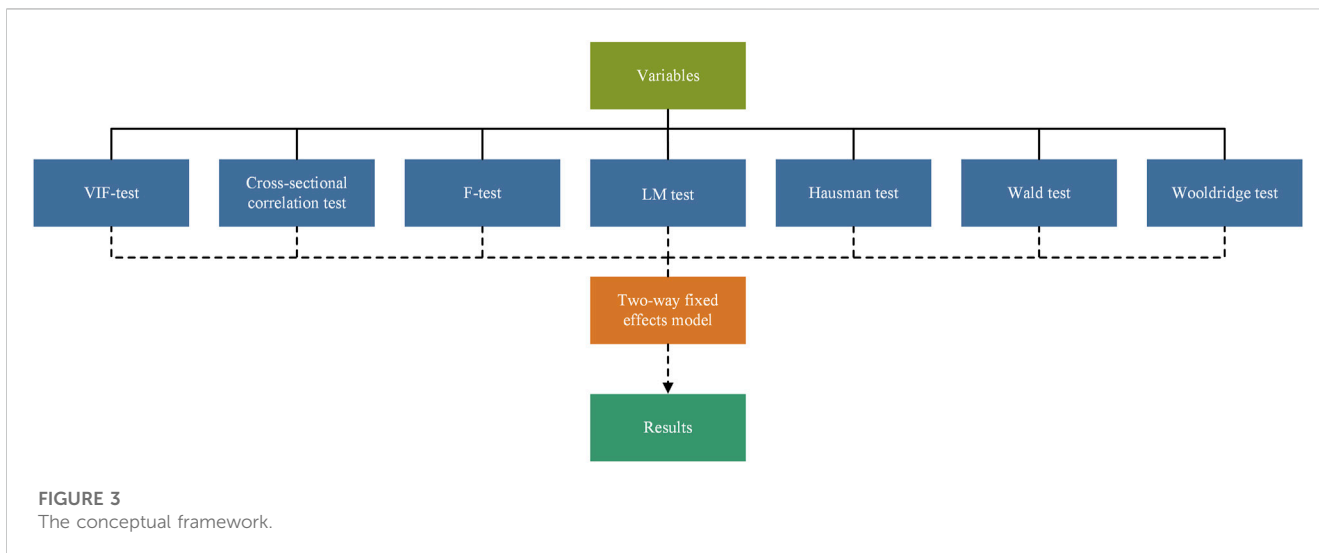 Variables
VIF-test
Cross-sectional
correlation test
F-test
LM test
Hausman test
Wald test
Wooldridge test
Two-way fixed
effects model
Results
FIGURE 3
The conceptual framework.